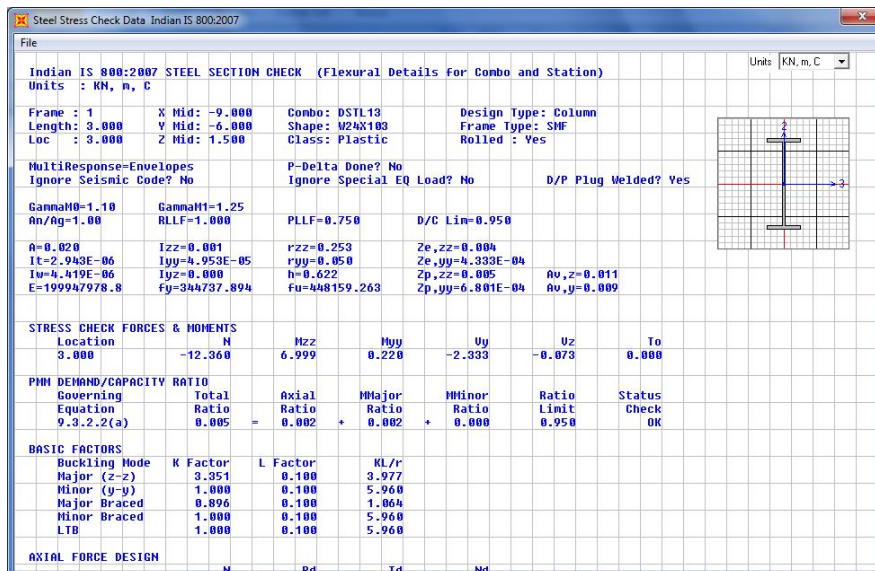 Steel Stress Check Data Indian IS 800:2007
File
Units KN, m, C
Indian IS 800:2007 STEEL SECTION CHECK (Flexural Details for Combo and Station)
Units : KN, m, C
Frame : 1 X Mid: -9.000 Combo: DSTL13 Design Type: Column
Length: 3.000 Y Mid: -6.000 Shape: W24X103 Frame Type: SMF
Loc : 3.000 Z Mid: 1.500 Class: Plastic Rolled : Yes
MultiResponse=Envelopes P-Delta Done? No
Ignore Seismic Code? No Ignore Special EQ Load? No D/P Plug Welded? Yes
GammaM0=1.10 GammaM1=1.25
An/Ag=1.00 RLLF=1.000 PLLF=0.750 D/C Lim=0.950
A=0.020 Izz=0.001 rzz=0.253 Ze,zz=0.004
It=2.943E-06 Iyy=4.953E-05 ryy=0.050 Ze,yy=4.333E-04
Iw=4.419E-06 Iyz=0.000 h=0.622 Zp,zz=0.005 Av,z=0.011
E=199947978.8 fy=344737.894 fu=448159.263 Zp,yy=6.801E-04 Av,y=0.009
2
3
STRESS CHECK FORCES & MOMENTS
Location N Mzz Myy Vy Vz To
3.000 -12.360 6.999 0.220 -2.333 -0.073 0.000
PMM DEMAND/CAPACITY RATIO
Governing Total Axial MMajor MMinor Ratio Status
Equation Ratio Ratio Ratio Ratio Limit Check
9.3.2.2(a) 0.005 = 0.002 + 0.002 + 0.000 0.950 OK
BASIC FACTORS
Buckling Mode K Factor L Factor KL/r
Major (z-z) 3.351 0.100 3.977
Minor (y-y) 1.000 0.100 5.960
Major Braced 0.896 0.100 1.064
Minor Braced 1.000 0.100 5.960
LTB 1.000 0.100 5.960
AXIAL FORCE DESIGN
N Pd Td Nd